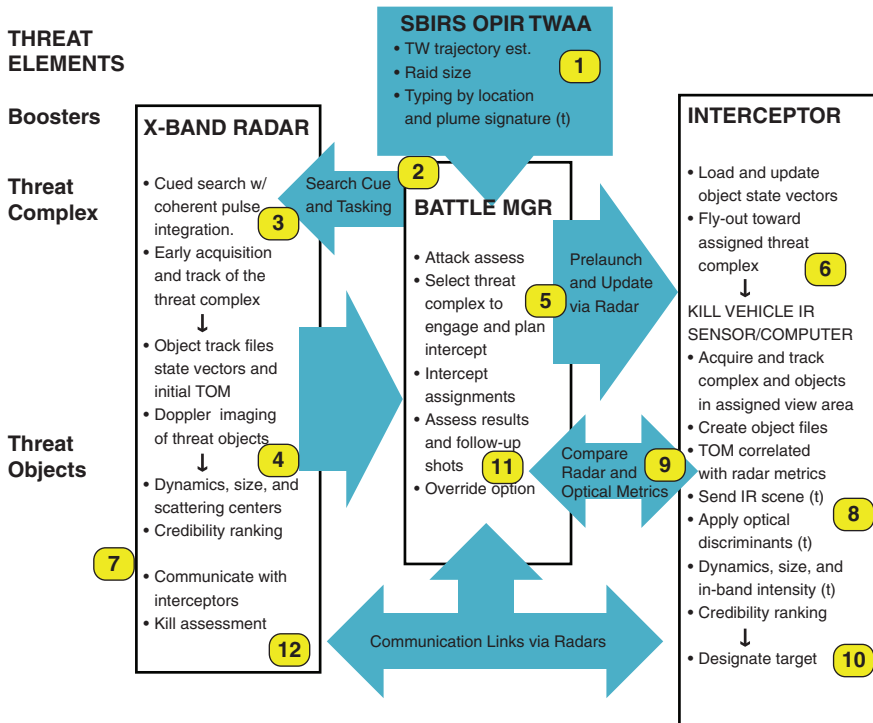 THREAT
ELEMENTS
Boosters
Threat
Complex
Threat
Objects
SBIRS OPIR TWAA
• TW trajectory est.
• Raid size
• Typing by location
and plume signature (t)
1
X-BAND RADAR
• Cued search w/
coherent pulse
integration.
3
• Early acquisition
and track of the
threat complex
↓
• Object track files
state vectors and
initial TOM
• Doppler imaging
of threat objects
4
↓
• Dynamics, size, and
scattering centers
• Credibility ranking
7
• Communicate with
interceptors
• Kill assessment
12
2
Search Cue
and Tasking
BATTLE MGR
• Attack assess
• Select threat
complex to
engage and plan
intercept
5
• Intercept
assignments
• Assess results
and follow-up
shots
11
• Override option
Prelaunch
and Update
via Radar
Compare
Radar and
Optical Metrics
9
Communication Links via Radars
INTERCEPTOR
• Load and update
object state vectors
• Fly-out toward
assigned threat
complex
6
↓
KILL VEHICLE IR
SENSOR/COMPUTER
• Acquire and track
complex and objects
in assigned view area
• Create object files
• TOM correlated
with radar metrics
• Send IR scene (t)
8
• Apply optical
discriminants (t)
• Dynamics, size, and
in-band intensity (t)
• Credibility ranking
↓
• Designate target
10